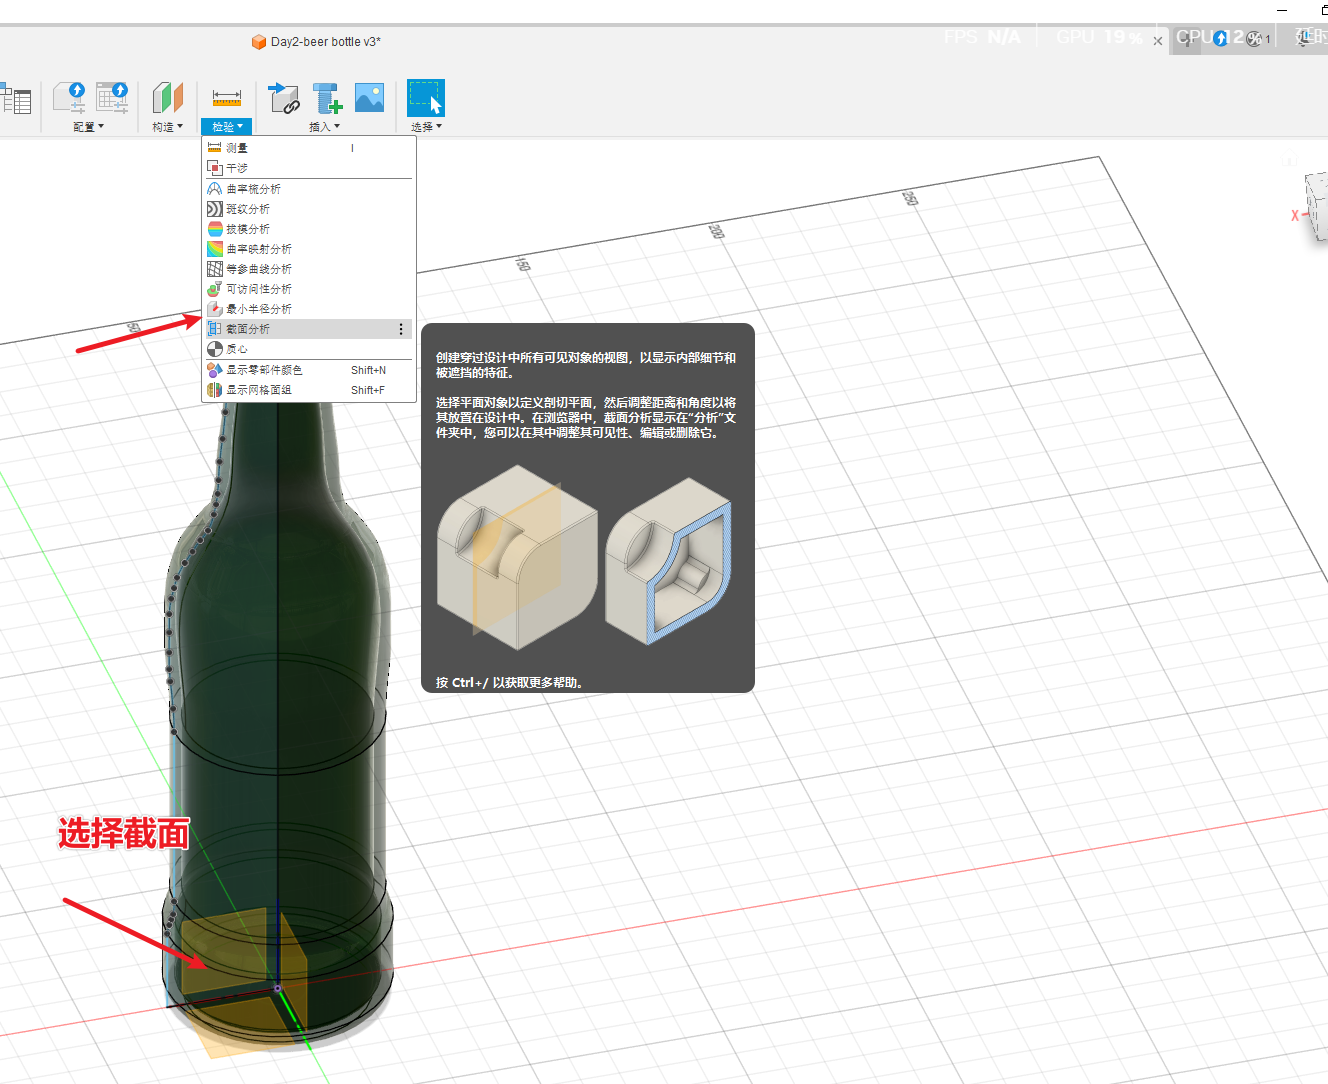 Day2-beer bottle v3*
FPS N/A
GPU 19%
CPU 12%
1
延时
配置
构造
检验
插入
选择
测量 I
干涉
曲率梳分析
斑纹分析
拔模分析
曲率映射分析
等参曲线分析
可访问性分析
最小半径分析
截面分析
质心
显示零部件颜色 Shift+N
显示网格面组 Shift+F
创建穿过设计中所有可见对象的视图，以显示内部细节和
被遮挡的特征。
选择平面对象以定义剖切平面，然后调整距离和角度以将
其放置在设计中。在浏览器中，截面分析显示在“分析”文
件夹中，您可以在其中调整其可见性、编辑或删除它。
按 Ctrl+/ 以获取更多帮助。
50
150
200
250
X
选择截面